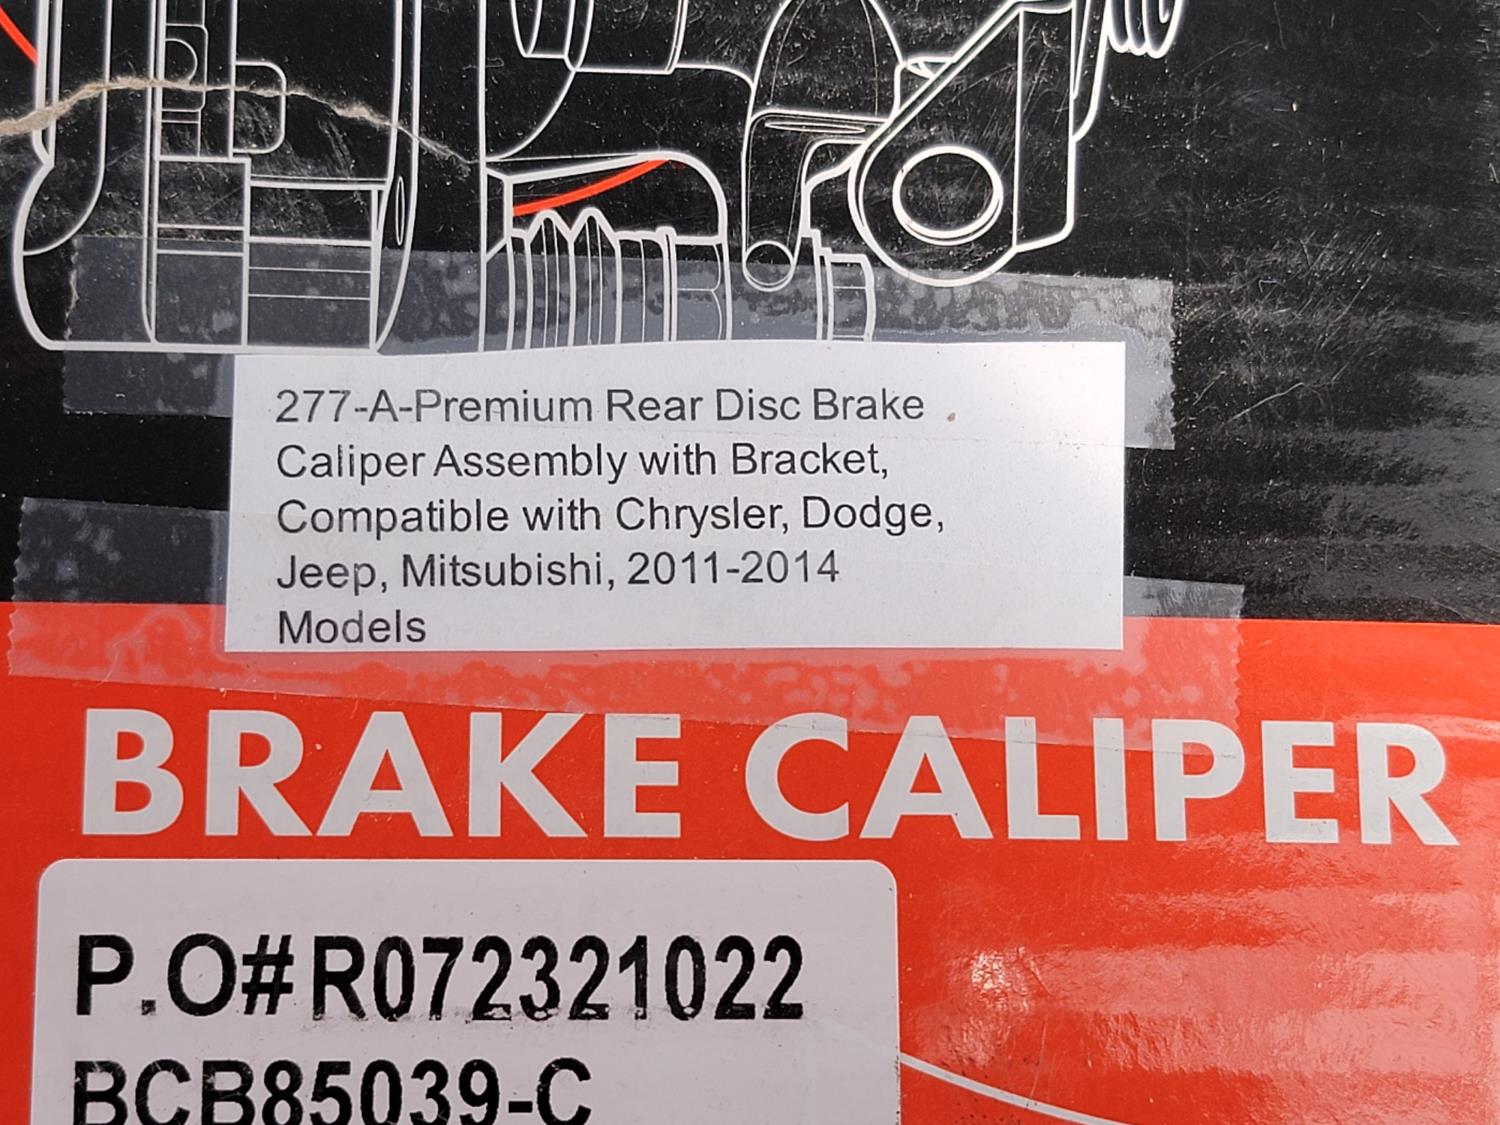 277-A-Premium Rear Disc Brake
Caliper Assembly with Bracket,
Compatible with Chrysler, Dodge,
Jeep, Mitsubishi, 2011-2014
Models
BRAKE CALIPER
P.O#R072321022
BCB85039-C